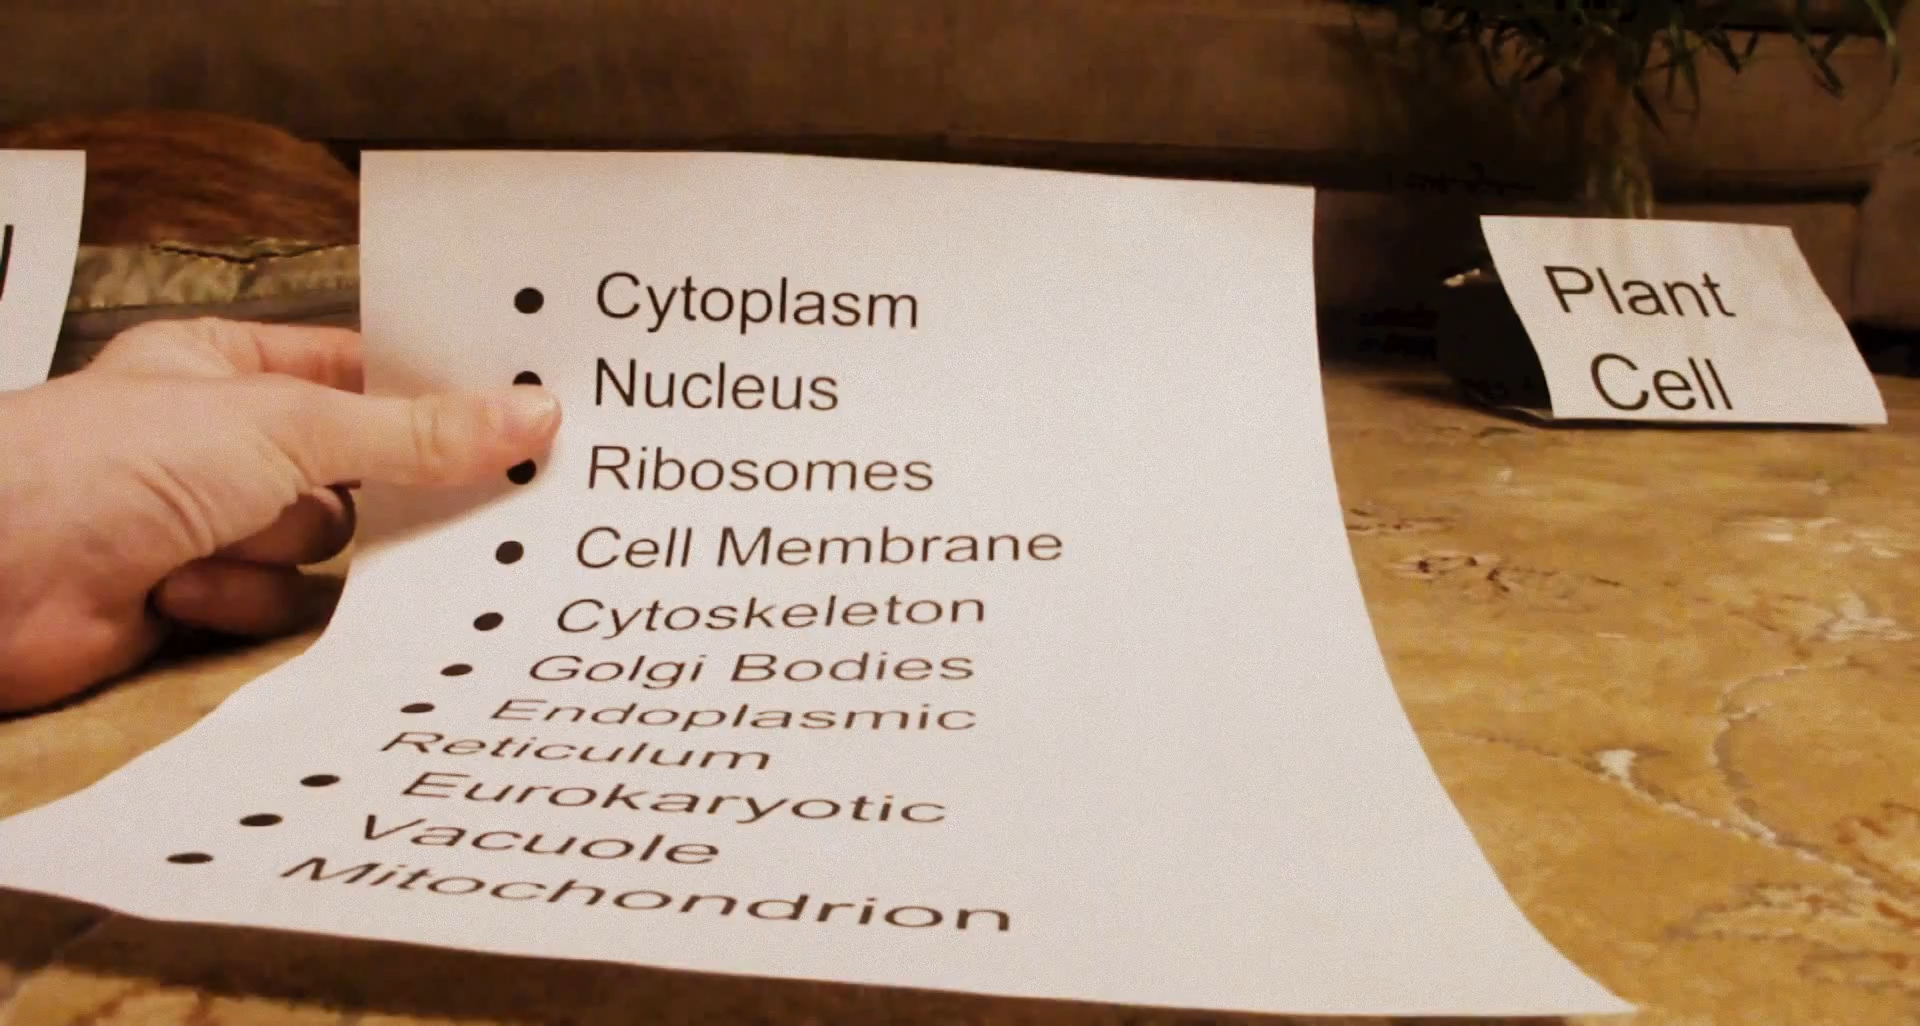 • Cytoplasm
• Nucleus
• Ribosomes
• Cell Membrane
• Cytoskeleton
• Golgi Bodies
• Endoplasmic
Reticulum
• Eurokaryotic
• Vacuole
• Mitochondrion
Plant
Cell